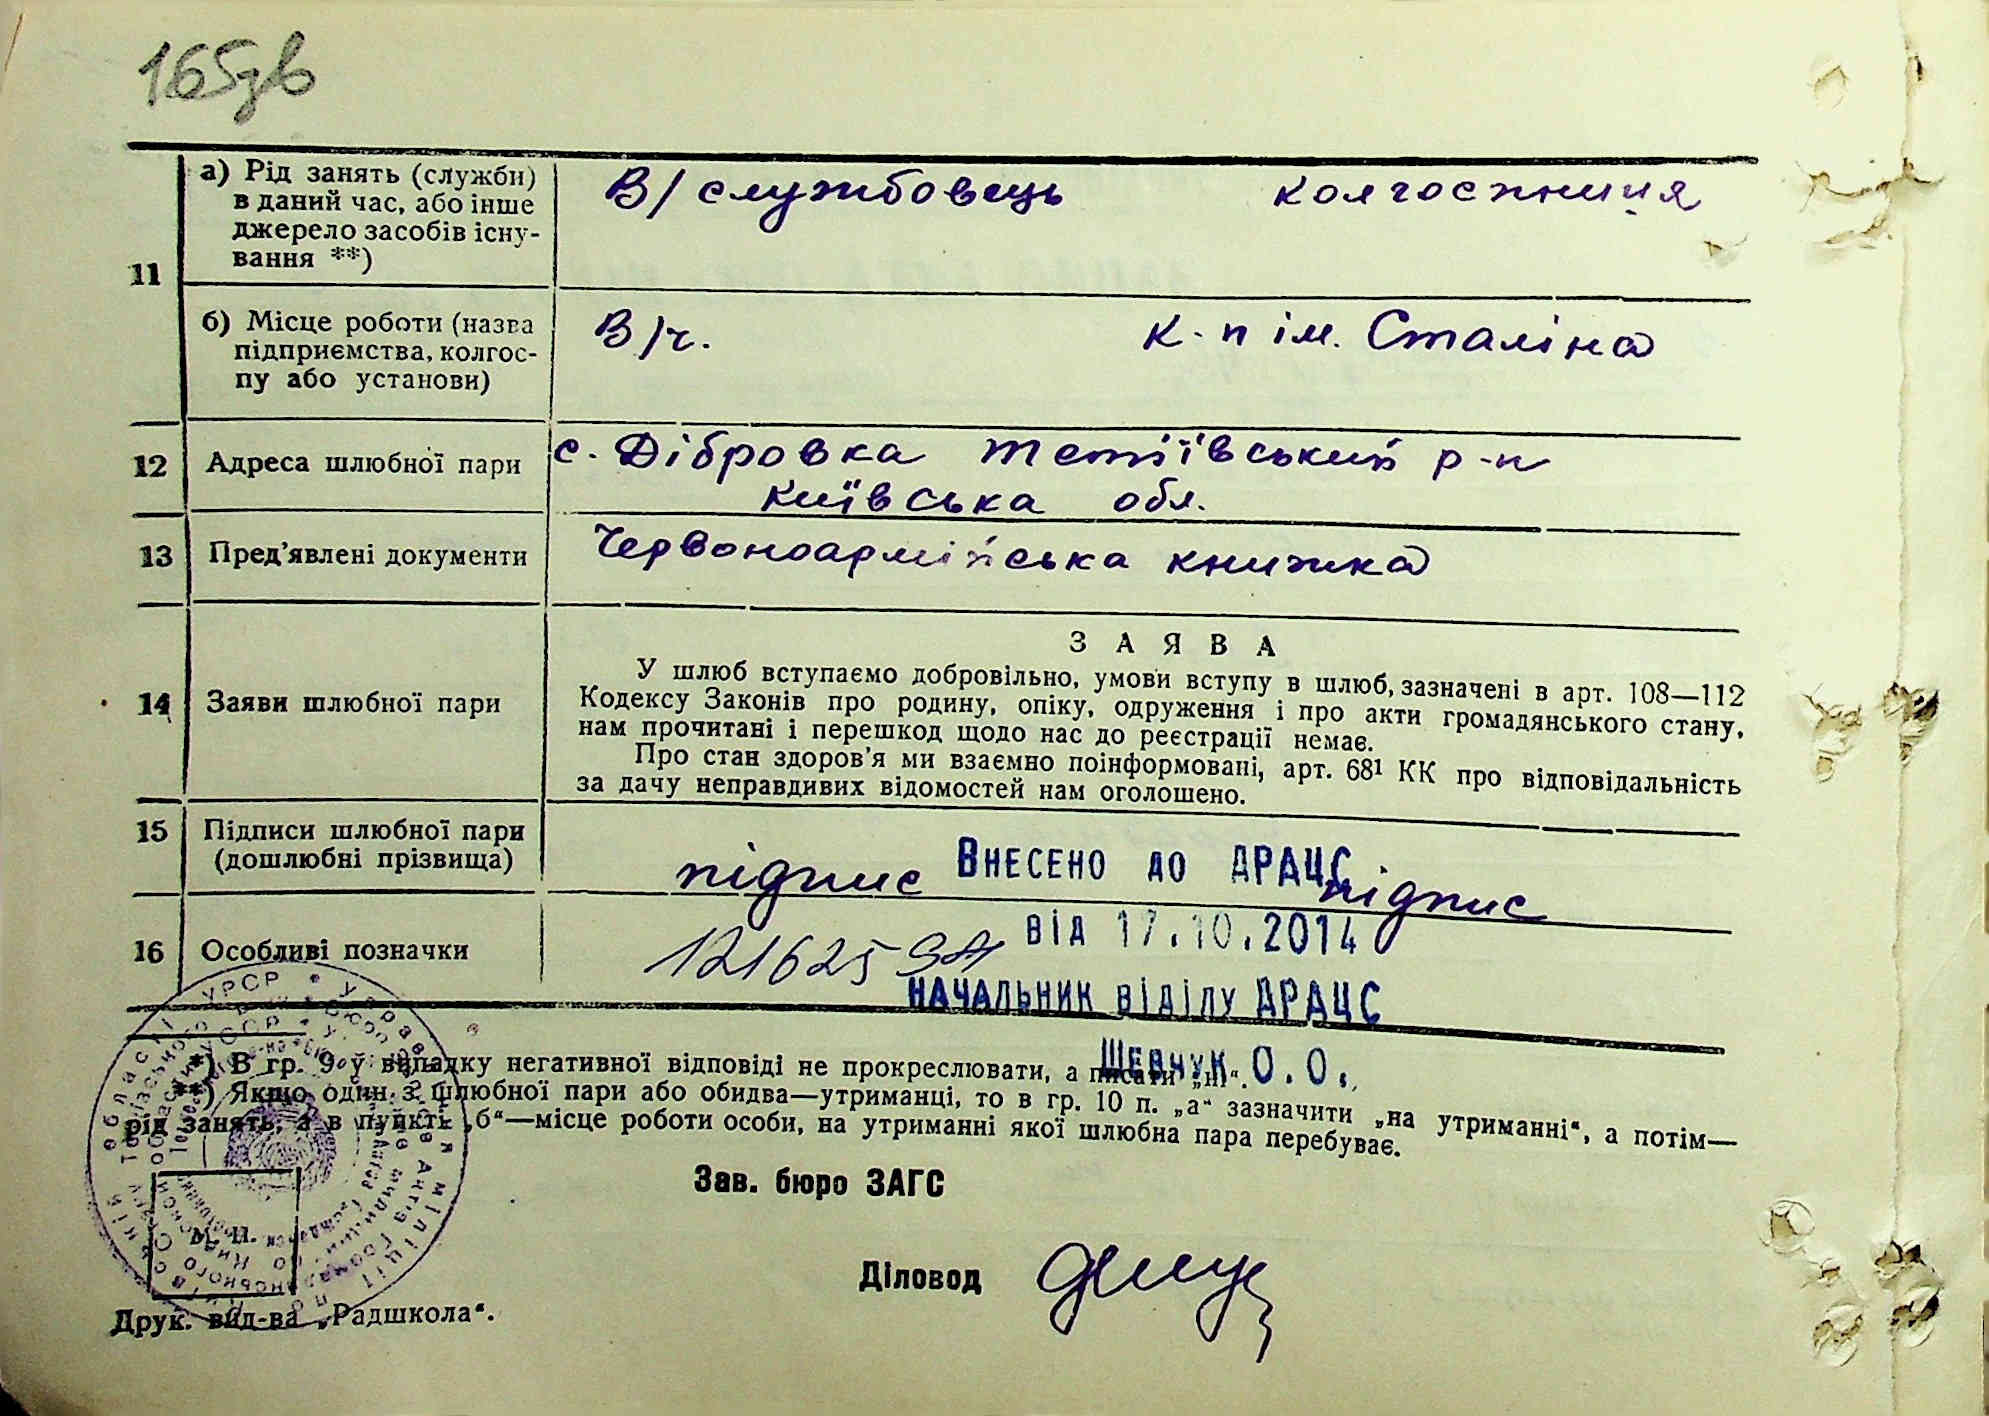 165зв
11
а) Рід занять (служби)
в даний час, або інше
джерело засобів існу-
вання **)
В/службовець колгоспниця
б) Місце роботи (назва
підприємства, колгос-
пу або установи)
В/ч. к-п ім. Сталіна
12 Адреса шлюбної пари
с. Дібровка Тетіївський р-н
Київська обл.
13 Пред'явлені документи
Червоноармійська книжка
14 Заяви шлюбної пари
ЗАЯВА
У шлюб вступаємо добровільно, умови вступу в шлюб, зазначені в арт. 108—112
Кодексу Законів про родину, опіку, одруження і про акти громадянського стану,
нам прочитані і перешкод щодо нас до реєстрації немає.
Про стан здоров'я ми взаємно поінформовані, арт. 68¹ КК про відповідальність
за дачу неправдивих відомостей нам оголошено.
15 Підписи шлюбної пари
(дошлюбні прізвища)
підпис підпис
Внесено до ДРАЦС
від 17.10.2014
16 Особливі позначки
НАЧАЛЬНИК ВІДІЛУ ДРАЦС
Шевчук О.О.
*) В гр. 9 у випадку негативної відповіді не прокреслювати, а писати „ні“.
**) Якщо один з шлюбної пари або обидва—утриманці, то в гр. 10 п. „а“ зазначити „на утриманні“, а потім—
рід занять, а в пункті „б“—місце роботи особи, на утриманні якої шлюбна пара перебуває.
Зав. бюро ЗАГС
М. П.
Діловод
Друк. вид-ва „Радшкола“.